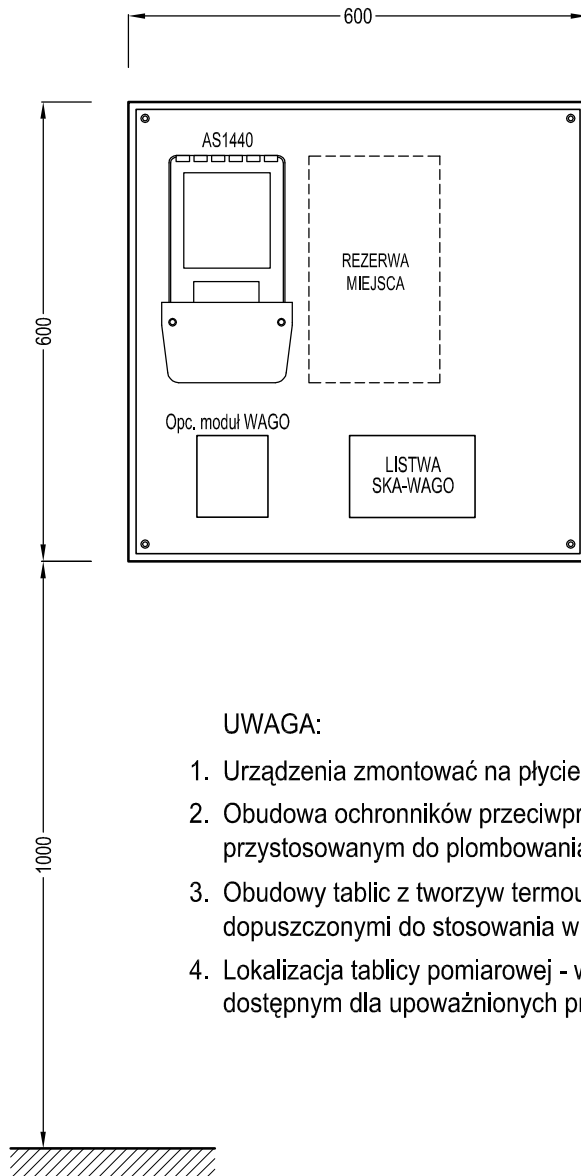 600
AS1440
REZERWA
MIEJSCA
600
Opc. moduł WAGO
LISTWA
SKA-WAGO
1000
UWAGA:
1. Urządzenia zmontować na płycie
2. Obudowa ochronników przeciwpr
przystosowanym do plombowania
3. Obudowy tablic z tworzyw termou
dopuszczonymi do stosowania w
4. Lokalizacja tablicy pomiarowej - w
dostępnym dla upoważnionych pr